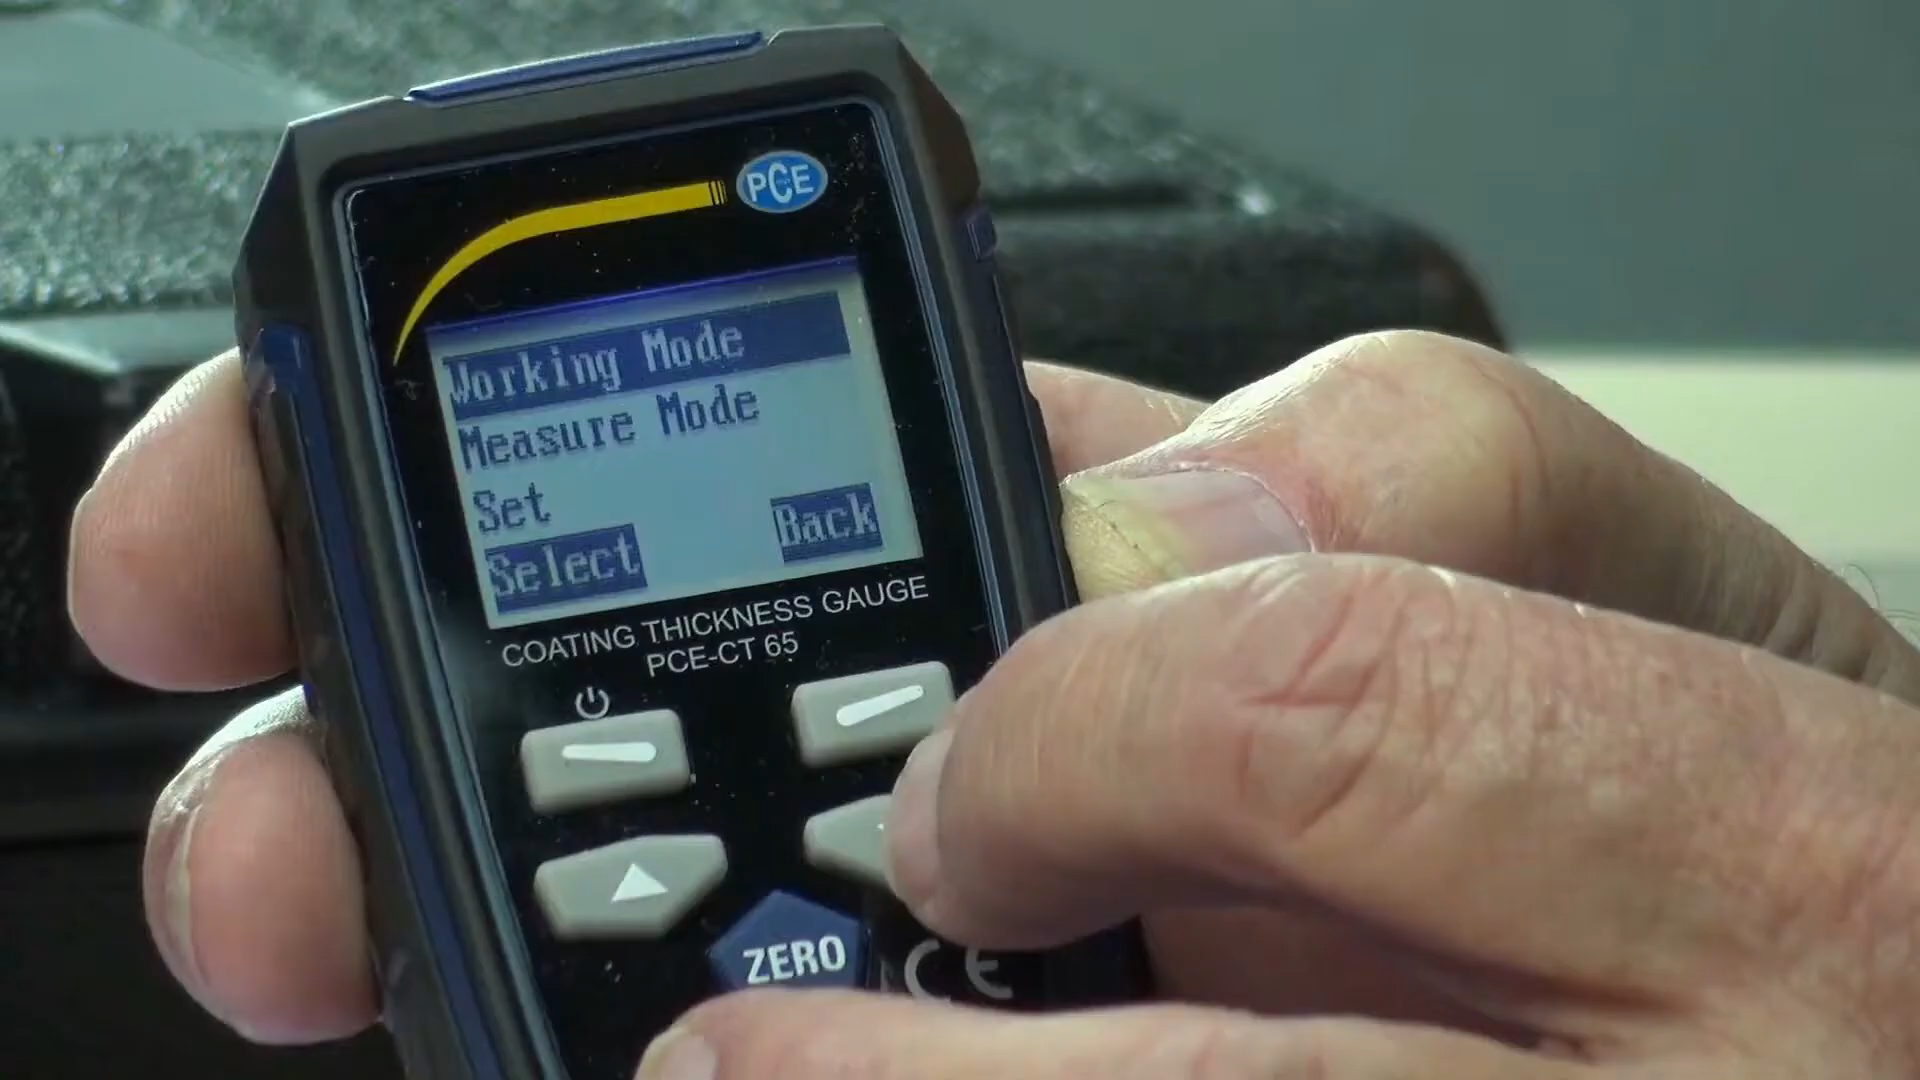 PCE
Working Mode
Measure Mode
Set
Select Back
COATING THICKNESS GAUGE
PCE-CT 65
ZERO
CE